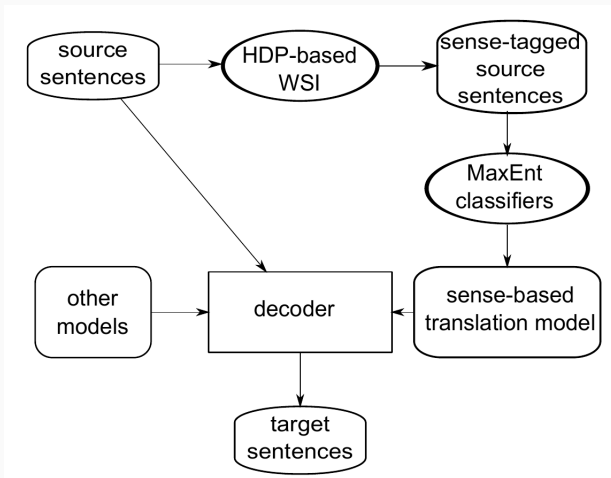 source
sentences
HDP-based
WSI
sense-tagged
source
sentences
MaxEnt
classifiers
other
models
decoder
sense-based
translation model
target
sentences